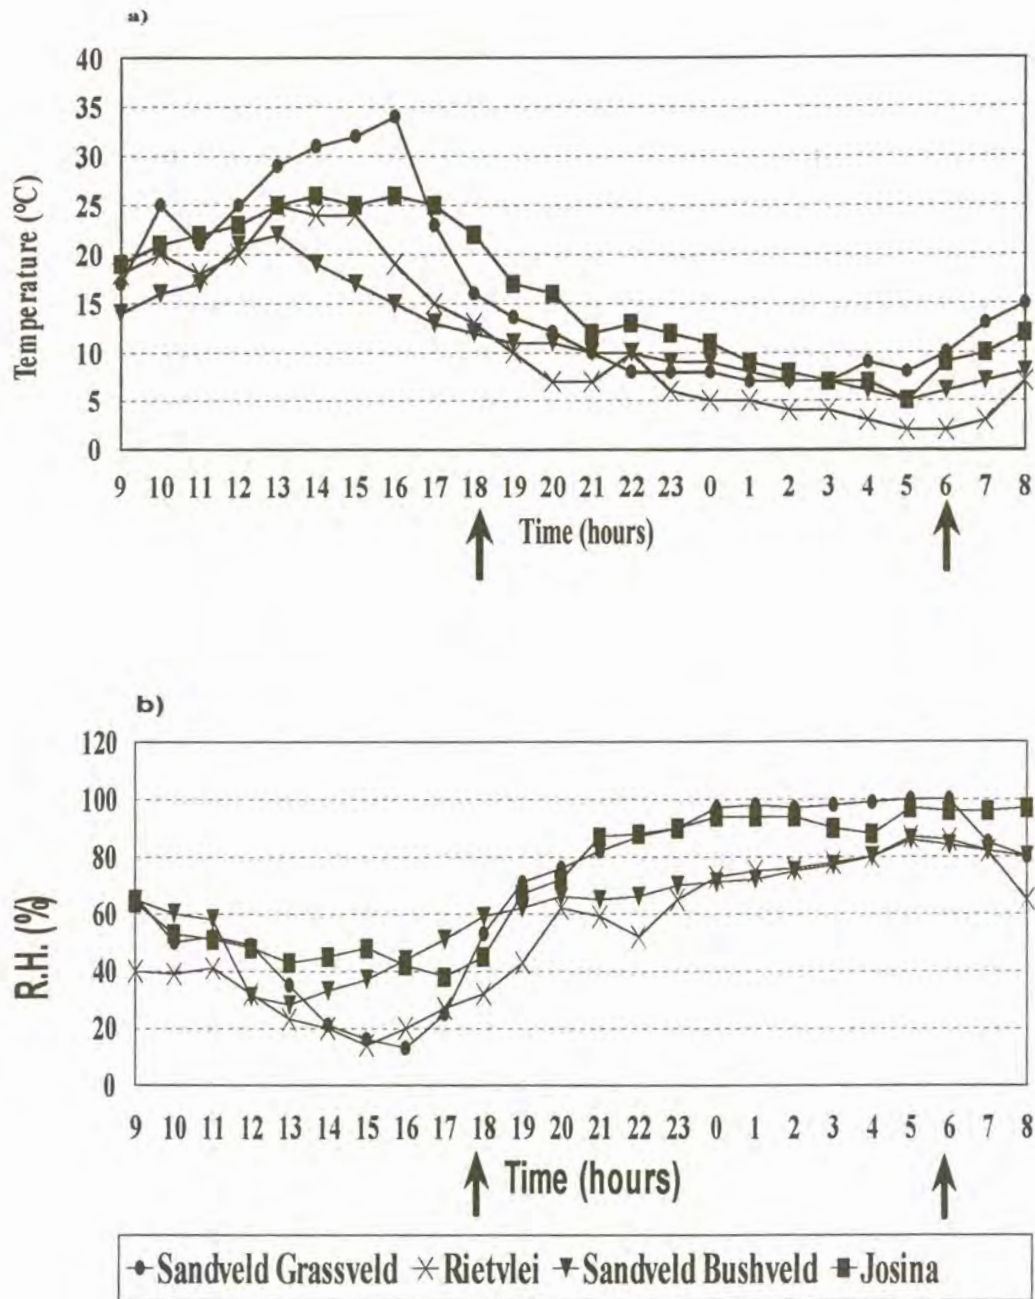 a)
40
35
30
25
20
15
10
5
0
Temperature (°C)
9 10 11 12 13 14 15 16 17 18 19 20 21 22 23 0 1 2 3 4 5 6 7 8
Time (hours)
b)
120
100
80
60
40
20
0
R.H. (%)
9 10 11 12 13 14 15 16 17 18 19 20 21 22 23 0 1 2 3 4 5 6 7 8
Time (hours)
Sandveld Grassveld Rietvlei Sandveld Bushveld Josina